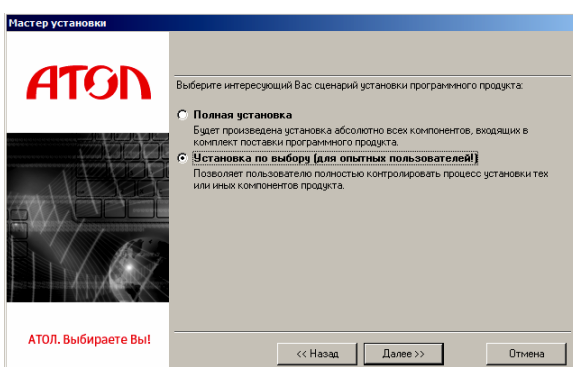 Мастер установки
АТОЛ
Выберите интересующий Вас сценарий установки программного продукта:
Полная установка
Будет произведена установка абсолютно всех компонентов, входящих в
комплект поставки программного продукта.
Установка по выбору (для опытных пользователей!)
Позволяет пользователю полностью контролировать процесс установки тех
или иных компонентов продукта.
АТОЛ. Выбираете Вы!
<< Назад
Далее >>
Отмена